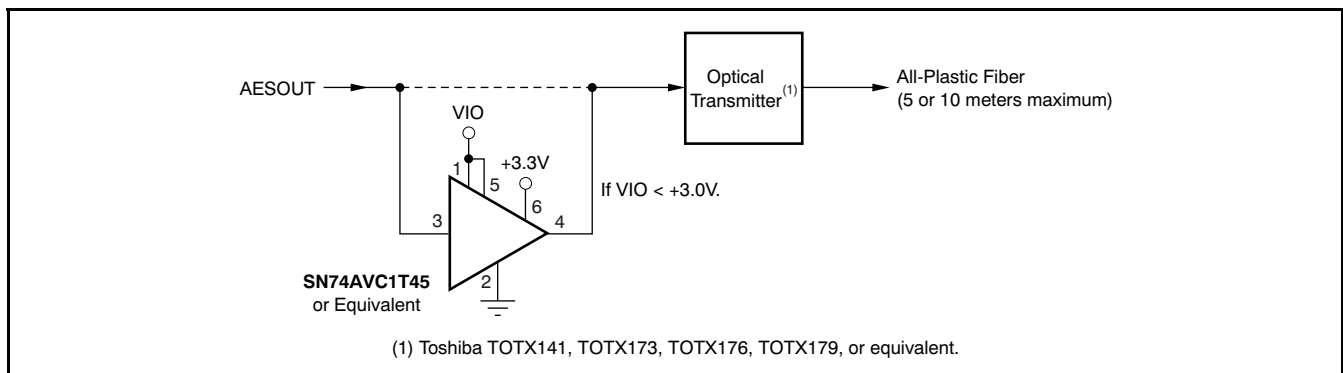 AESOUT
Optical
Transmitter(1)
All-Plastic Fiber
(5 or 10 meters maximum)
VIO
+3.3V
1
5
6
If VIO < +3.0V.
3
4
2
SN74AVC1T45
or Equivalent
(1) Toshiba TOTX141, TOTX173, TOTX176, TOTX179, or equivalent.